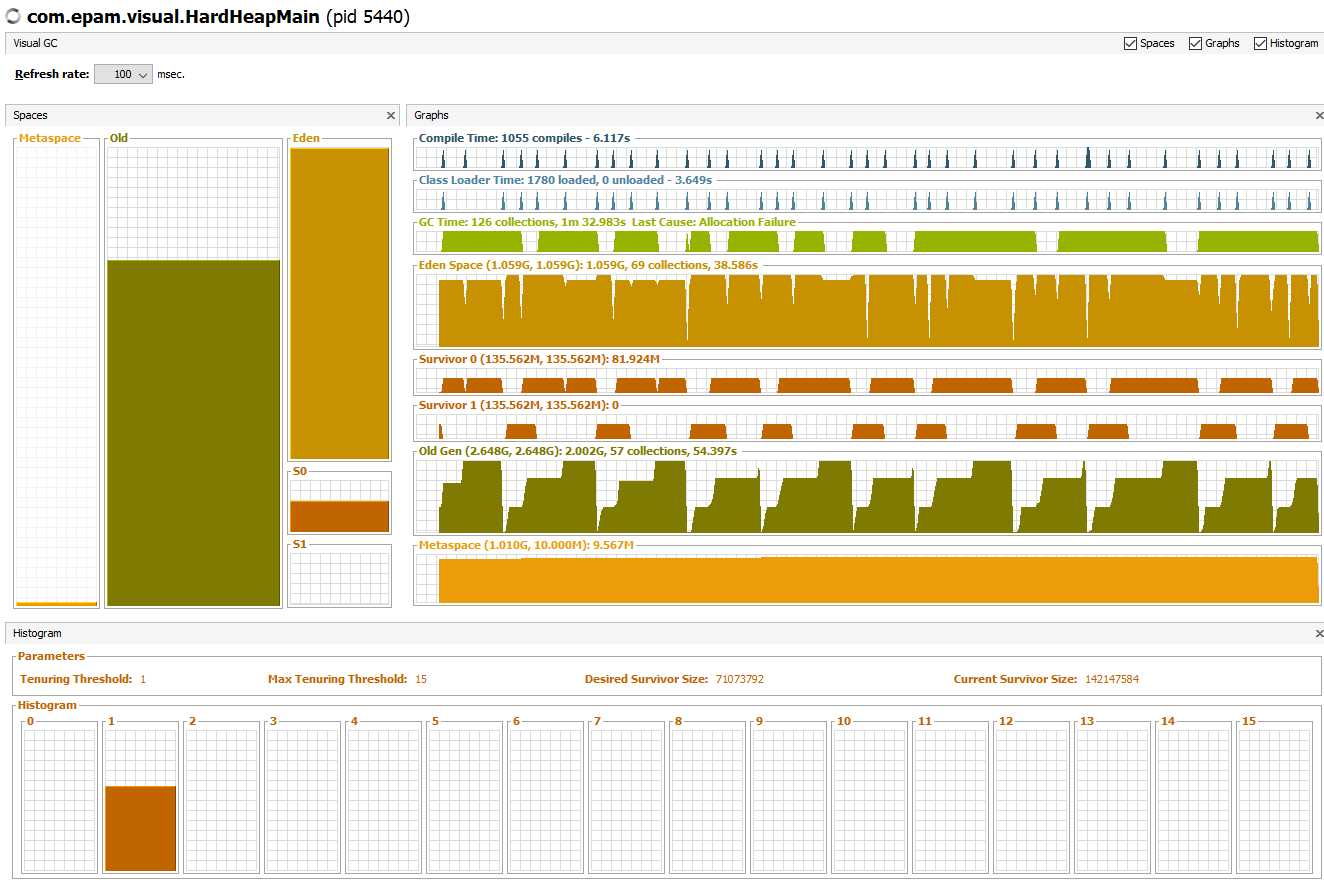 com.epam.visual.HardHeapMain (pid 5440)
Visual GC
Spaces Graphs Histogram
Refresh rate: 100 msec.
Spaces
Metaspace
Old
Eden
S0
S1
Graphs
Compile Time: 1055 compiles - 6.117s
Class Loader Time: 1780 loaded, 0 unloaded - 3.649s
GC Time: 126 collections, 1m 32.983s Last Cause: Allocation Failure
Eden Space (1.059G, 1.059G): 1.059G, 69 collections, 38.586s
Survivor 0 (135.562M, 135.562M): 81.924M
Survivor 1 (135.562M, 135.562M): 0
Old Gen (2.648G, 2.648G): 2.002G, 57 collections, 54.397s
Metaspace (1.010G, 10.000M): 9.567M
Histogram
Parameters
Tenuring Threshold: 1 Max Tenuring Threshold: 15 Desired Survivor Size: 71073792 Current Survivor Size: 142147584
Histogram
0 1 2 3 4 5 6 7 8 9 10 11 12 13 14 15